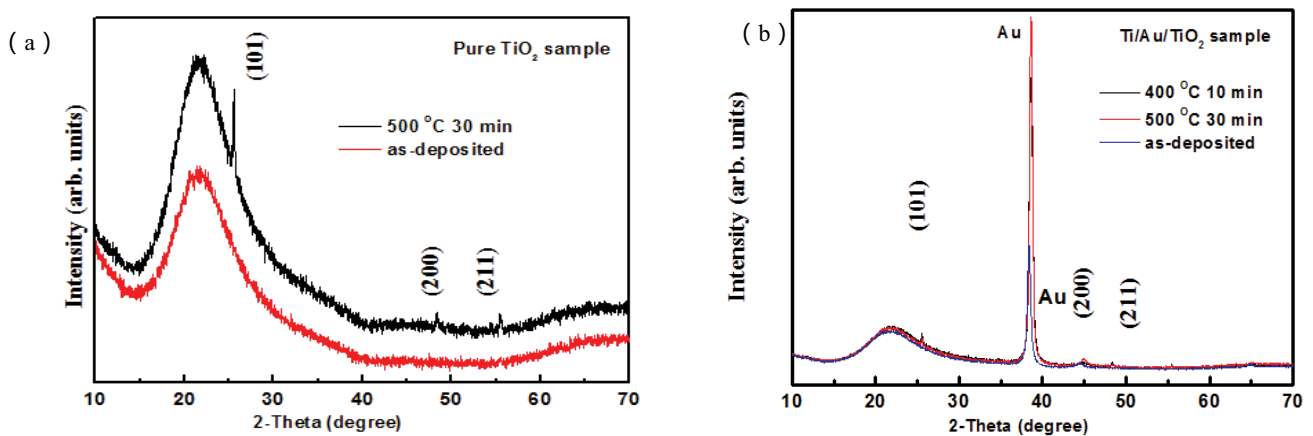 (a)
Pure TiO₂ sample
(101)
500 °C 30 min
as-deposited
(200)
(211)
Intensity (arb. units)
10 20 30 40 50 60 70
2-Theta (degree)
(b)
Au
Ti/Au/TiO₂ sample
400 °C 10 min
500 °C 30 min
as-deposited
(101)
Au
(200)
(211)
Intensity (arb. units)
10 20 30 40 50 60 70
2-Theta (degree)